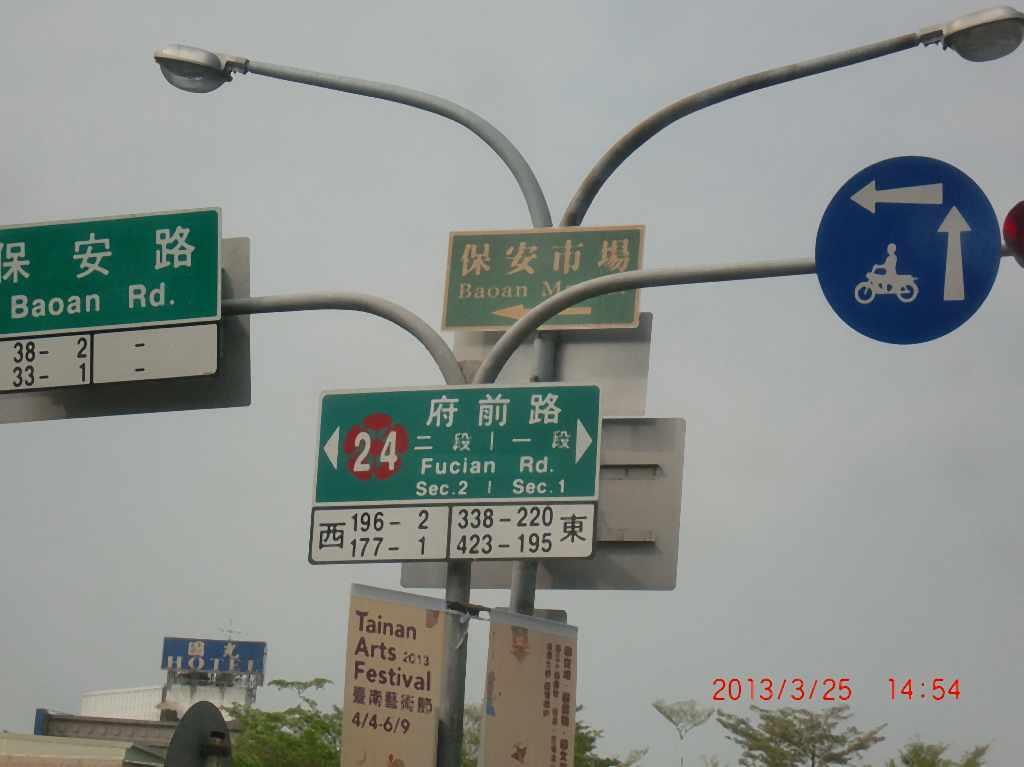 保安路
Baoan Rd.
38- 2
33- 1
-
-
保安市場
Baoan
府前路
24
二段 | 一段
Fucian Rd.
Sec.2 | Sec.1
西
196- 2
177- 1
338-220
423-195
東
Tainan
Arts 2013
Festival
臺南藝術節
4/4-6/9
HOTEL
2013/3/25 14:54